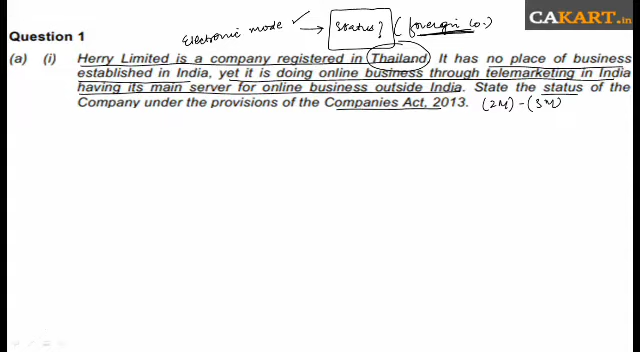 CAKART.in
Electronic mode ✓ → Status? (foreign co.)
Question 1
(a) (i) Herry Limited is a company registered in Thailand. It has no place of business
established in India, yet it is doing online business through telemarketing in India
having its main server for online business outside India. State the status of the
Company under the provisions of the Companies Act, 2013. (2M) - (3M)